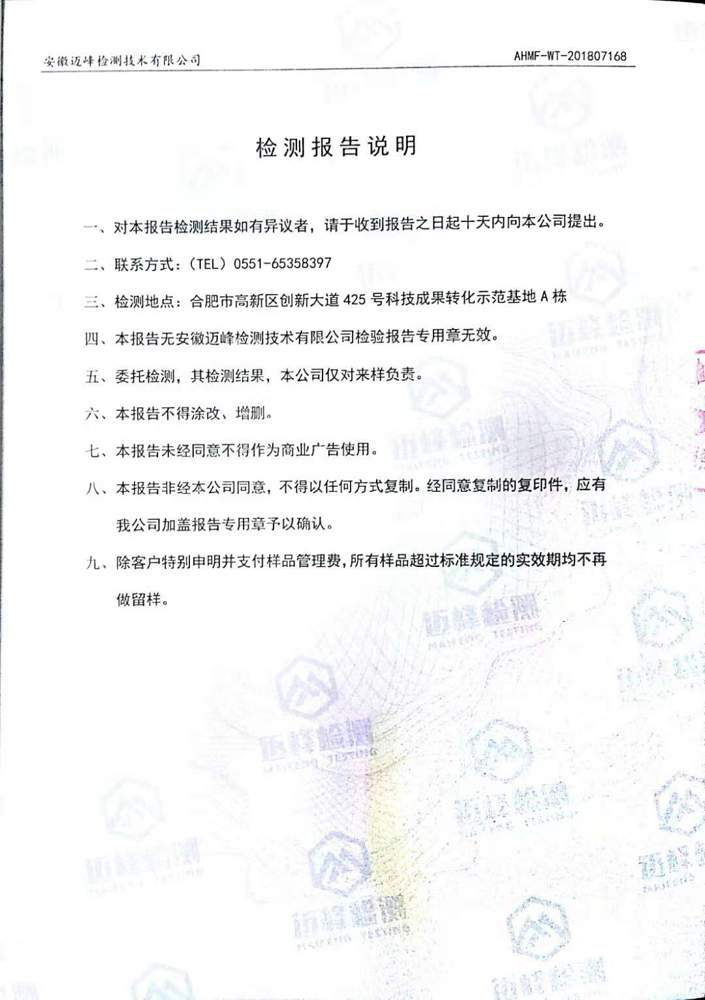 安徽迈峰检测技术有限公司
AHMF-WT-201807168
检测报告说明
一、对本报告检测结果如有异议者，请于收到报告之日起十天内向本公司提出。
二、联系方式：（TEL）0551-65358397
三、检测地点：合肥市高新区创新大道 425 号科技成果转化示范基地 A 栋
四、本报告无安徽迈峰检测技术有限公司检验报告专用章无效。
五、委托检测，其检测结果，本公司仅对来样负责。
六、本报告不得涂改、增删。
七、本报告未经同意不得作为商业广告使用。
八、本报告非经本公司同意，不得以任何方式复制。经同意复制的复印件，应有
我公司加盖报告专用章予以确认。
九、除客户特别申明并支付样品管理费，所有样品超过标准规定的实效期均不再
做留样。